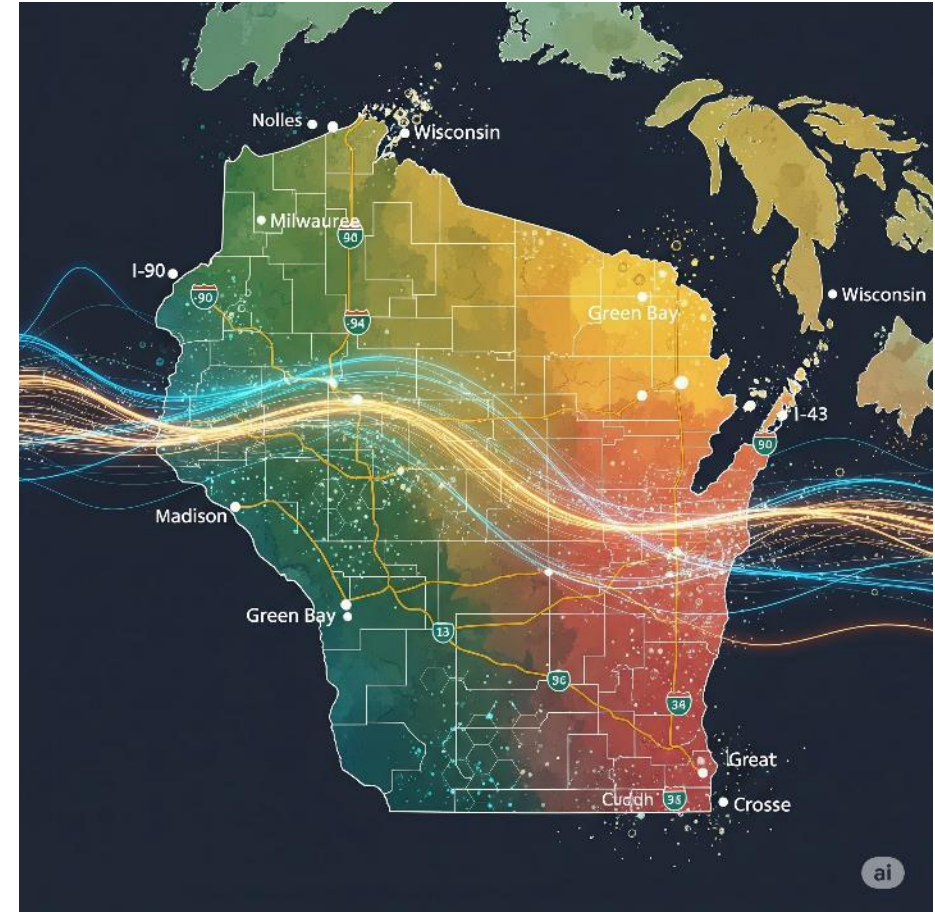 Nolles
Wisconsin
Milwauree
90
I-90
-90
Wisconsin
Green Bay
-94
I-43
90
Madison
Green Bay
13
96
34
Great
Cuddh
95
Crosse
ai